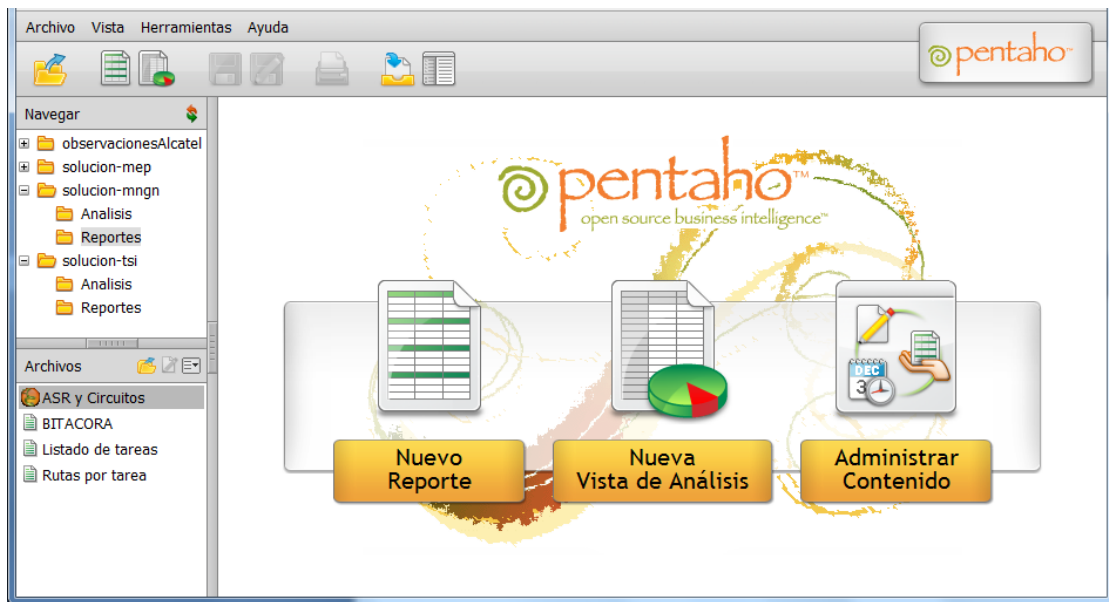 Archivo Vista Herramientas Ayuda
pentaho™
Navegar
observacionesAlcatel
solucion-mep
solucion-mngn
Analisis
Reportes
solucion-tsi
Analisis
Reportes
Archivos
ASR y Circuitos
BITACORA
Listado de tareas
Rutas por tarea
pentaho™
open source business intelligence™
DEC
3
Nuevo
Reporte
Nueva
Vista de Análisis
Administrar
Contenido